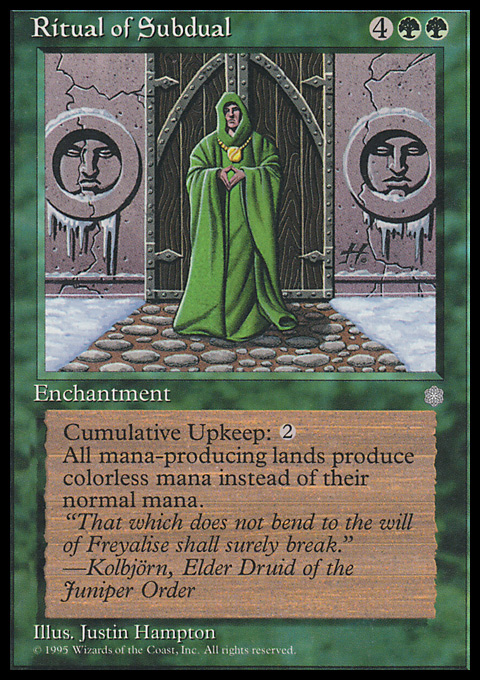 Ritual of Subdual 4
Enchantment
Cumulative Upkeep: 2
All mana-producing lands produce
colorless mana instead of their
normal mana.
“That which does not bend to the will
of Freyalise shall surely break.”
—Kolbjörn, Elder Druid of the
Juniper Order
Illus. Justin Hampton
© 1995 Wizards of the Coast, Inc. All rights reserved.